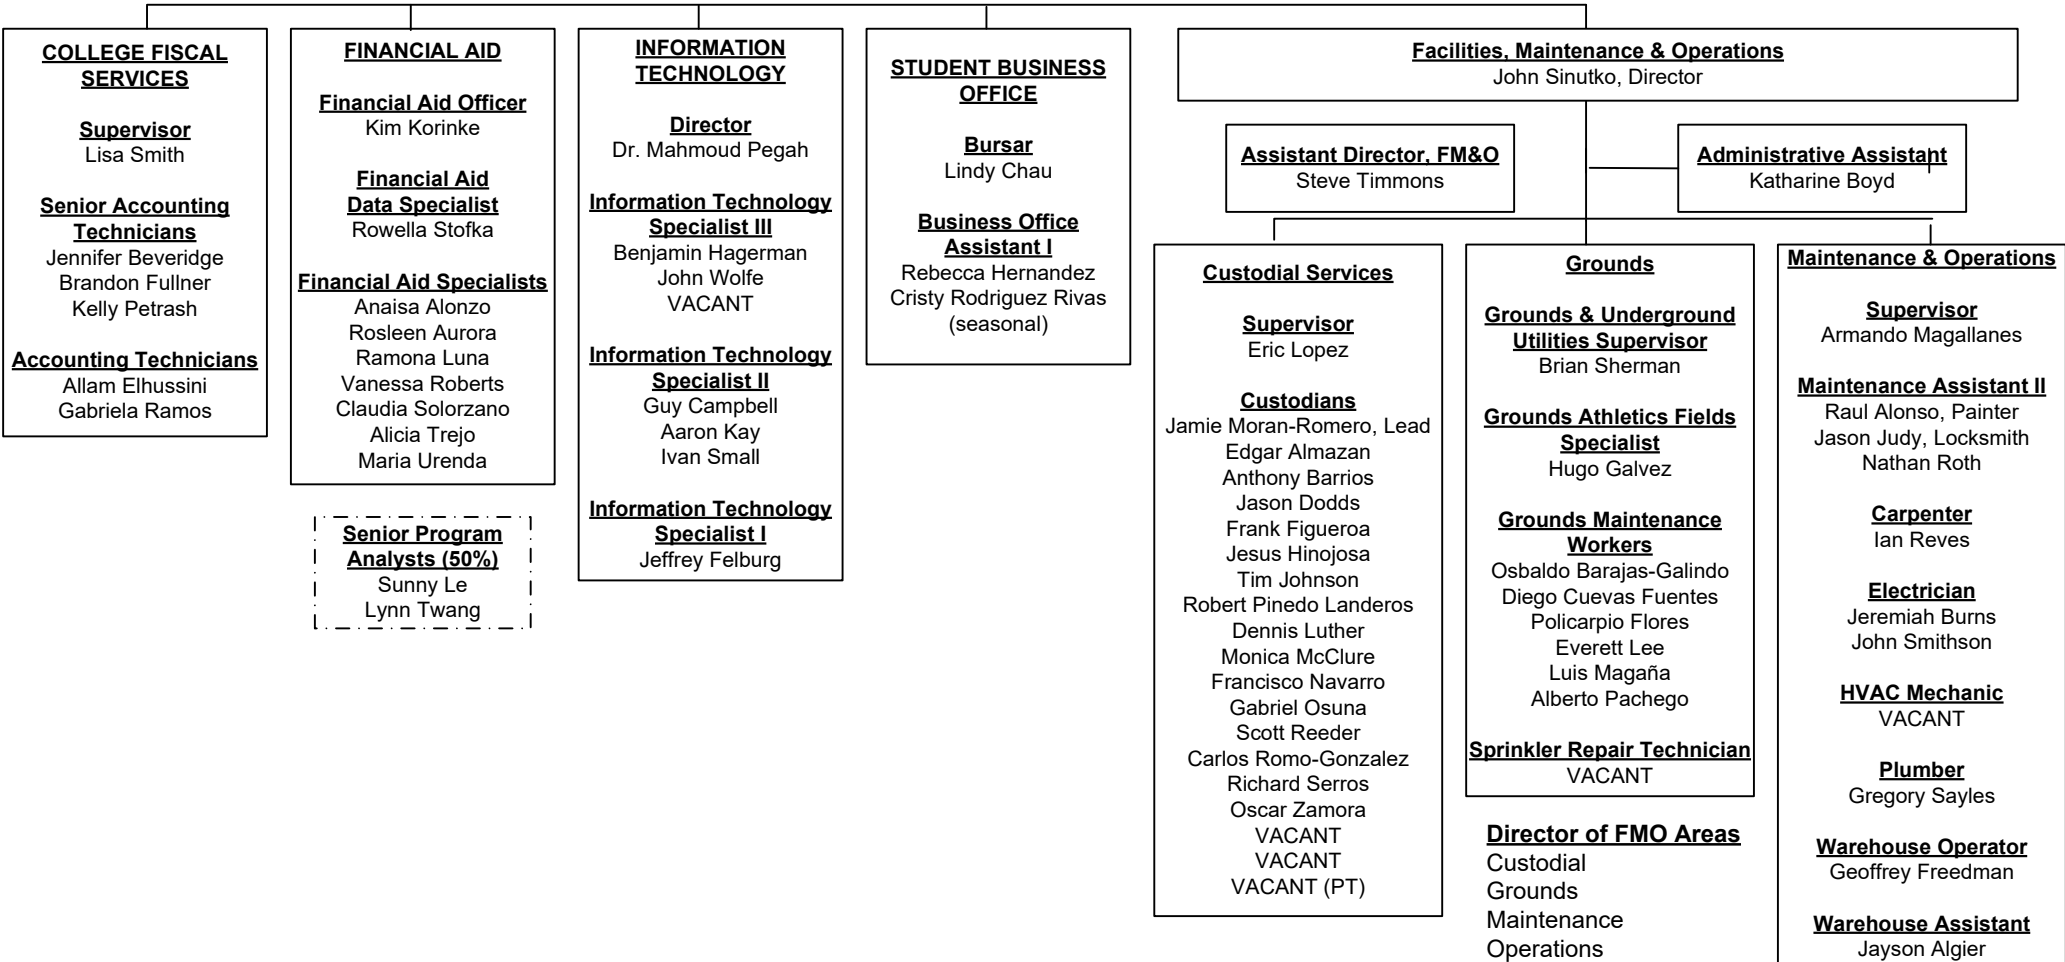 COLLEGE FISCAL
SERVICES
Supervisor
Lisa Smith
Senior Accounting
Technicians
Jennifer Beveridge
Brandon Fullner
Kelly Petrash
Accounting Technicians
Allam Elhussini
Gabriela Ramos
FINANCIAL AID
Financial Aid Officer
Kim Korinke
Financial Aid
Data Specialist
Rowella Stofka
Financial Aid Specialists
Anaisa Alonzo
Rosleen Aurora
Ramona Luna
Vanessa Roberts
Claudia Solorzano
Alicia Trejo
Maria Urenda
Senior Program
Analysts (50%)
Sunny Le
Lynn Twang
INFORMATION
TECHNOLOGY
Director
Dr. Mahmoud Pegah
Information Technology
Specialist III
Benjamin Hagerman
John Wolfe
VACANT
Information Technology
Specialist II
Guy Campbell
Aaron Kay
Ivan Small
Information Technology
Specialist I
Jeffrey Felburg
STUDENT BUSINESS
OFFICE
Bursar
Lindy Chau
Business Office
Assistant I
Rebecca Hernandez
Cristy Rodriguez Rivas
(seasonal)
Facilities, Maintenance & Operations
John Sinutko, Director
Assistant Director, FM&O
Steve Timmons
Administrative Assistant
Katharine Boyd
Custodial Services
Supervisor
Eric Lopez
Custodians
Jamie Moran-Romero, Lead
Edgar Almazan
Anthony Barrios
Jason Dodds
Frank Figueroa
Jesus Hinojosa
Tim Johnson
Robert Pinedo Landeros
Dennis Luther
Monica McClure
Francisco Navarro
Gabriel Osuna
Scott Reeder
Carlos Romo-Gonzalez
Richard Serros
Oscar Zamora
VACANT
VACANT
VACANT (PT)
Grounds
Grounds & Underground
Utilities Supervisor
Brian Sherman
Grounds Athletics Fields
Specialist
Hugo Galvez
Grounds Maintenance
Workers
Osbaldo Barajas-Galindo
Diego Cuevas Fuentes
Policarpio Flores
Everett Lee
Luis Magaña
Alberto Pachego
Sprinkler Repair Technician
VACANT
Director of FMO Areas
Custodial
Grounds
Maintenance
Operations
Maintenance & Operations
Supervisor
Armando Magallanes
Maintenance Assistant II
Raul Alonso, Painter
Jason Judy, Locksmith
Nathan Roth
Carpenter
Ian Reves
Electrician
Jeremiah Burns
John Smithson
HVAC Mechanic
VACANT
Plumber
Gregory Sayles
Warehouse Operator
Geoffrey Freedman
Warehouse Assistant
Jayson Algier